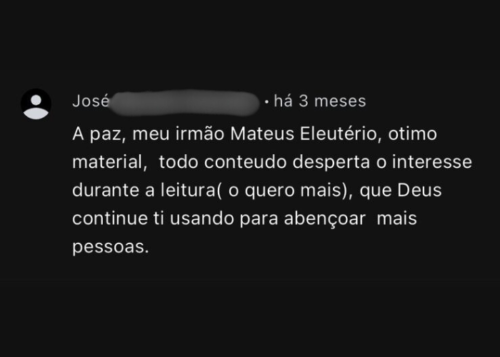 José • há 3 meses
A paz, meu irmão Mateus Eleutério, otimo
material, todo conteudo desperta o interesse
durante a leitura( o quero mais), que Deus
continue ti usando para abençoar mais
pessoas.